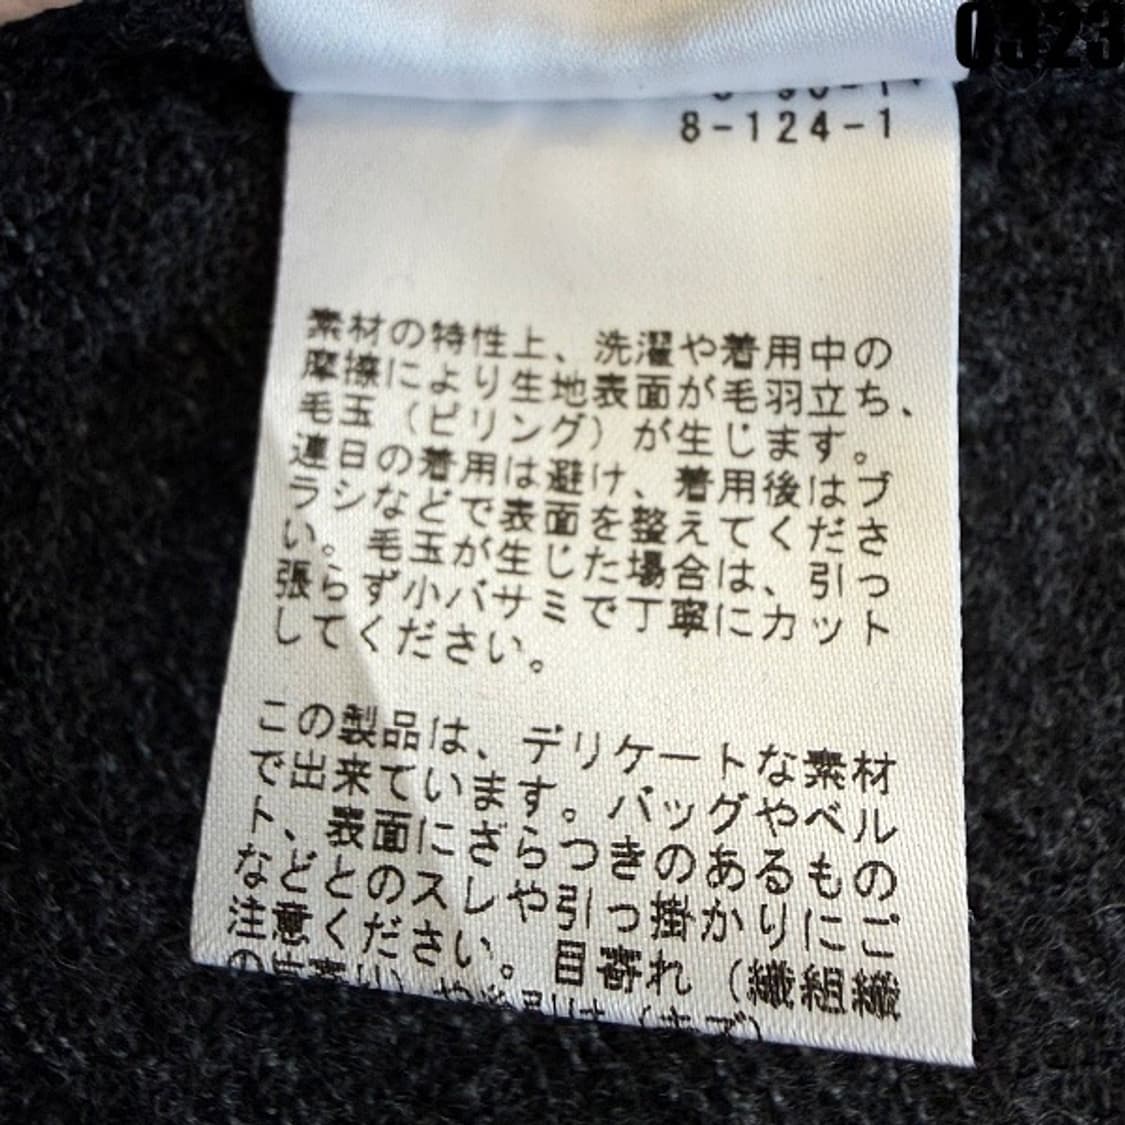 0323
8-124-1
素材の特性上、洗濯や着用中の
摩擦により生地表面が毛羽立ち、
毛玉（ピリング）が生じます。
連日の着用は避け、着用後はブ
ラシなどで表面を整えてくださ
い。毛玉が生じた場合は、引っ
張らず小バサミで丁寧にカット
してください。
この製品は、デリケートな素材
で出来ています。バッグやベル
ト、表面にざらつきのあるもの
などとのスレや引っ掛かりにご
注意ください。目寄れ（繊組織